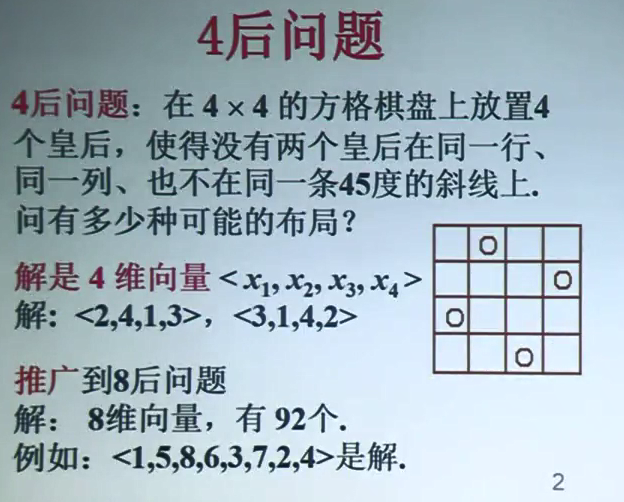 4后问题
4后问题：在 4 × 4 的方格棋盘上放置4
个皇后，使得没有两个皇后在同一行、
同一列、也不在同一条45度的斜线上.
问有多少种可能的布局？
解是 4 维向量 < x₁, x₂, x₃, x₄ >
解：<2,4,1,3>，<3,1,4,2>
推广到8后问题
解： 8维向量，有 92个.
例如：<1,5,8,6,3,7,2,4>是解.
2